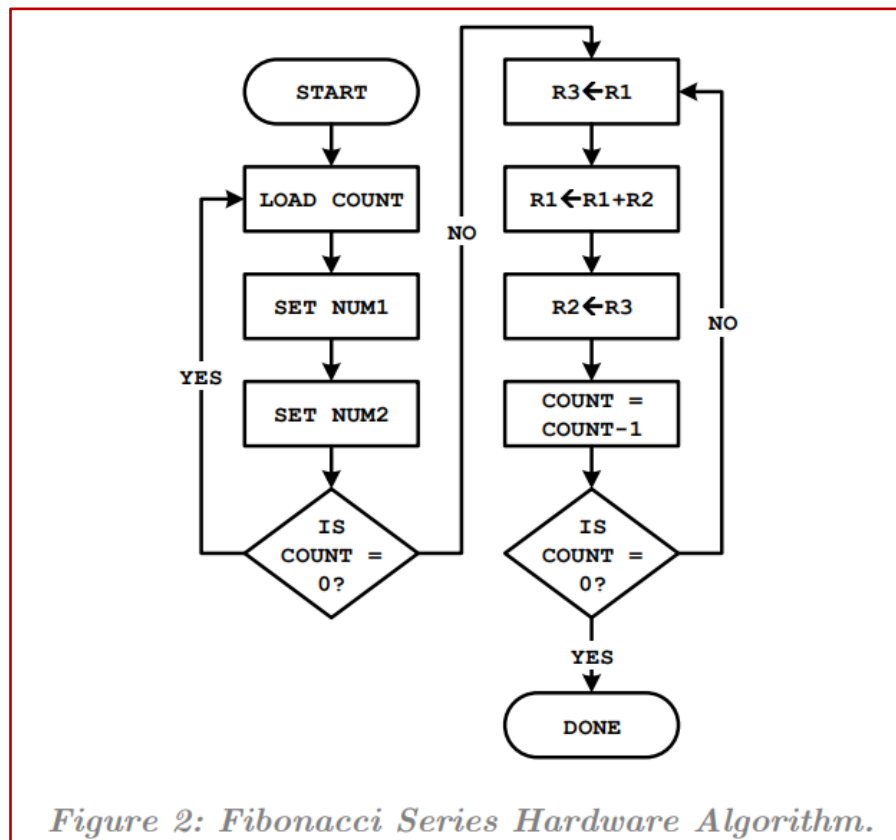 START
LOAD COUNT
SET NUM1
SET NUM2
IS
COUNT =
0?
YES
NO
R3←R1
R1←R1+R2
R2←R3
COUNT =
COUNT-1
IS
COUNT =
0?
NO
YES
DONE
Figure 2: Fibonacci Series Hardware Algorithm.